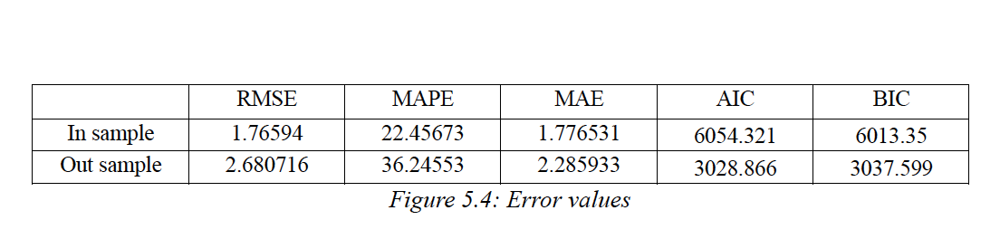 RMSE MAPE MAE AIC BIC
In sample 1.76594 22.45673 1.776531 6054.321 6013.35
Out sample 2.680716 36.24553 2.285933 3028.866 3037.599
Figure 5.4: Error values